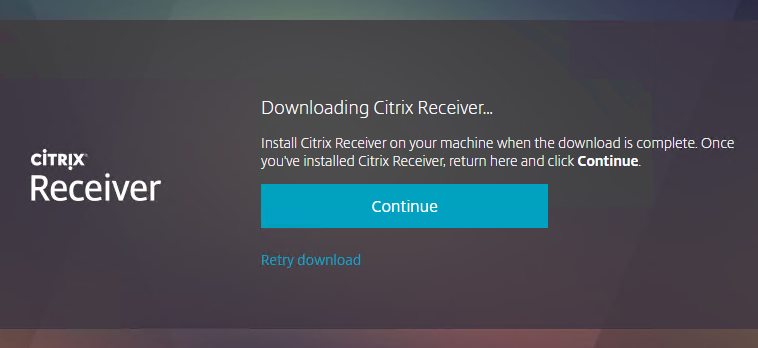 Downloading Citrix Receiver...
Install Citrix Receiver on your machine when the download is complete. Once
you've installed Citrix Receiver, return here and click Continue.
CITRIX
Receiver
Continue
Retry download